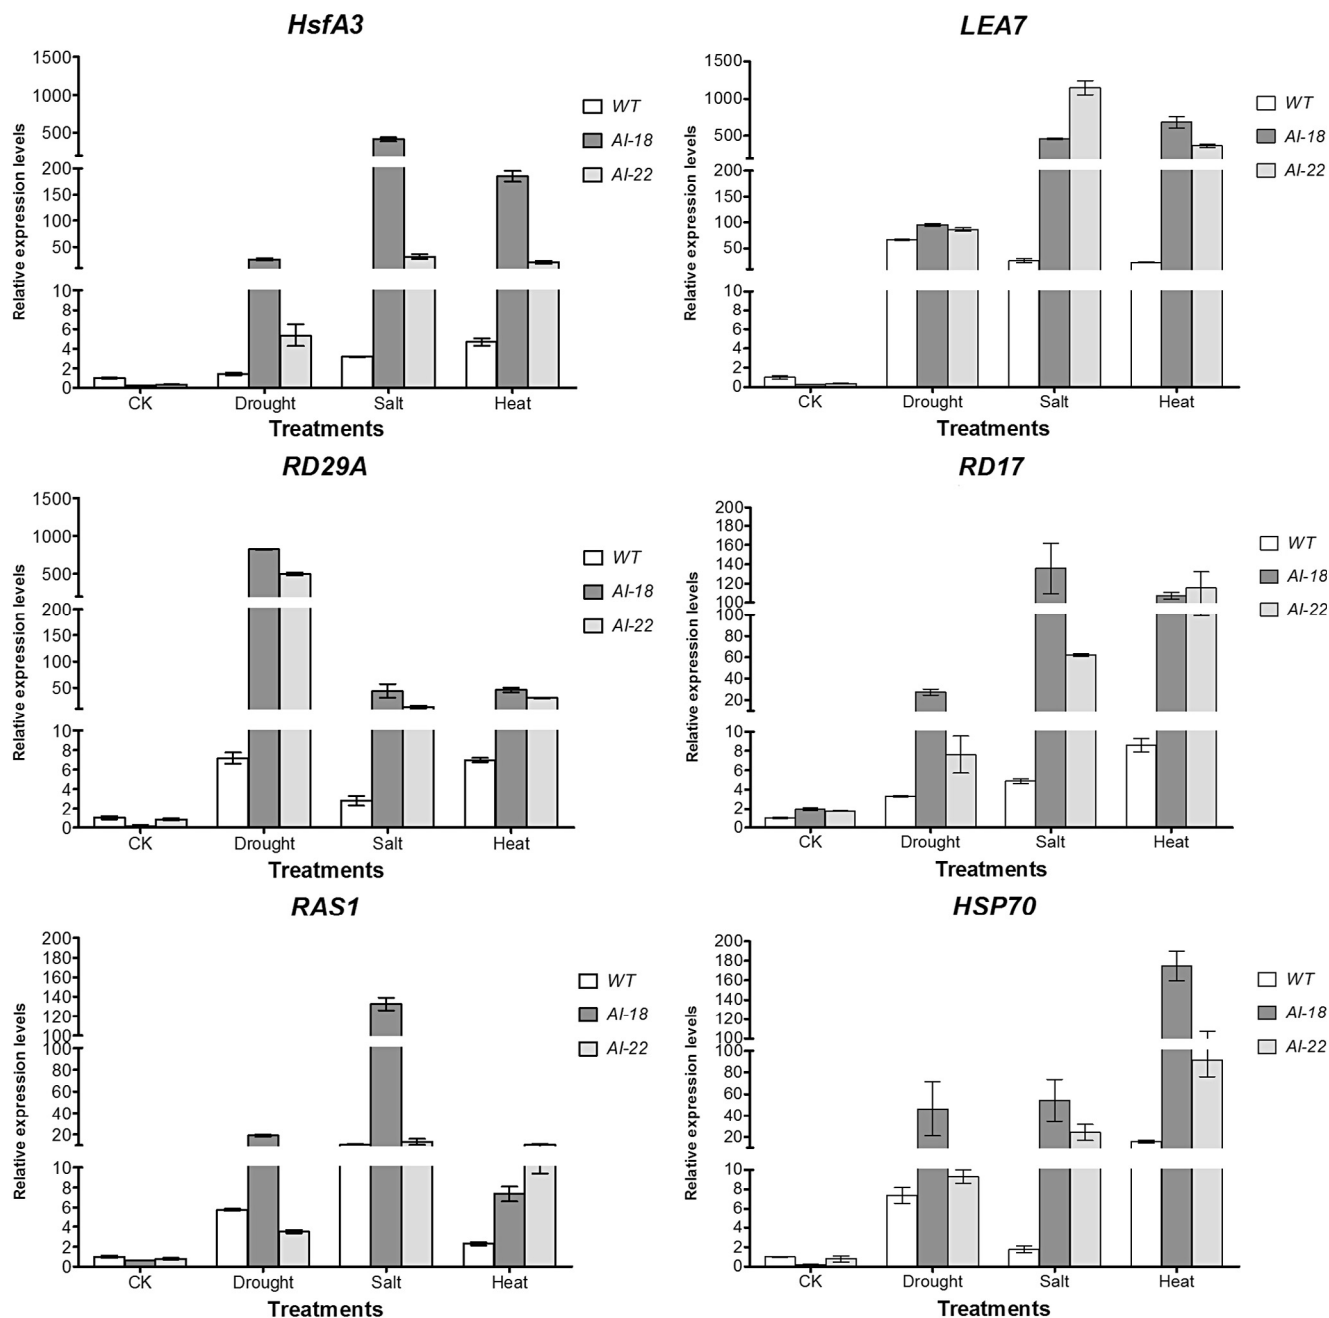 HsfA3
Relative expression levels
1500
1000
500
200
150
100
50
10
8
6
4
2
0
CK Drought Salt Heat
Treatments
WT
AI-18
AI-22
LEA7
Relative expression levels
1500
1000
500
200
150
100
50
10
8
6
4
2
0
CK Drought Salt Heat
Treatments
WT
AI-18
AI-22
RD29A
Relative expression levels
1500
1000
500
200
150
100
50
10
8
6
4
2
0
CK Drought Salt Heat
Treatments
WT
AI-18
AI-22
RD17
Relative expression levels
200
180
160
140
120
100
100
80
60
40
20
10
8
6
4
2
0
CK Drought Salt Heat
Treatments
WT
AI-18
AI-22
RAS1
Relative expression levels
200
180
160
140
120
100
100
80
60
40
20
10
8
6
4
2
0
CK Drought Salt Heat
Treatments
WT
AI-18
AI-22
HSP70
Relative expression levels
200
180
160
140
120
100
100
80
60
40
20
10
8
6
4
2
0
CK Drought Salt Heat
Treatments
WT
AI-18
AI-22